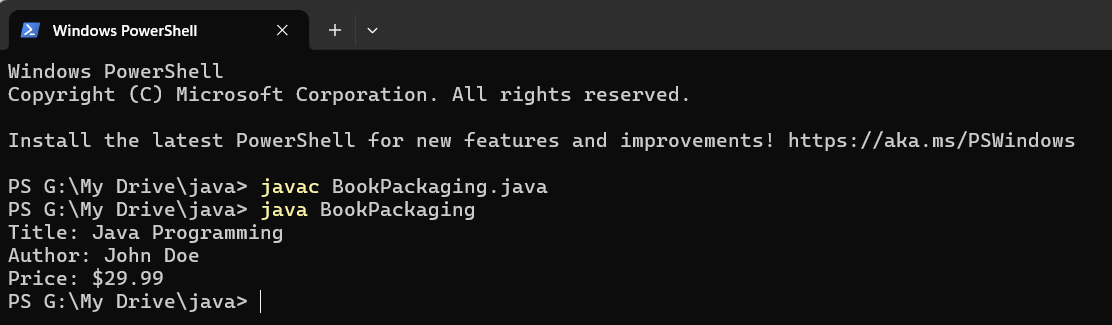 Windows PowerShell
Windows PowerShell
Copyright (C) Microsoft Corporation. All rights reserved.
Install the latest PowerShell for new features and improvements! https://aka.ms/PSWindows
PS G:\My Drive\java> javac BookPackaging.java
PS G:\My Drive\java> java BookPackaging
Title: Java Programming
Author: John Doe
Price: $29.99
PS G:\My Drive\java>